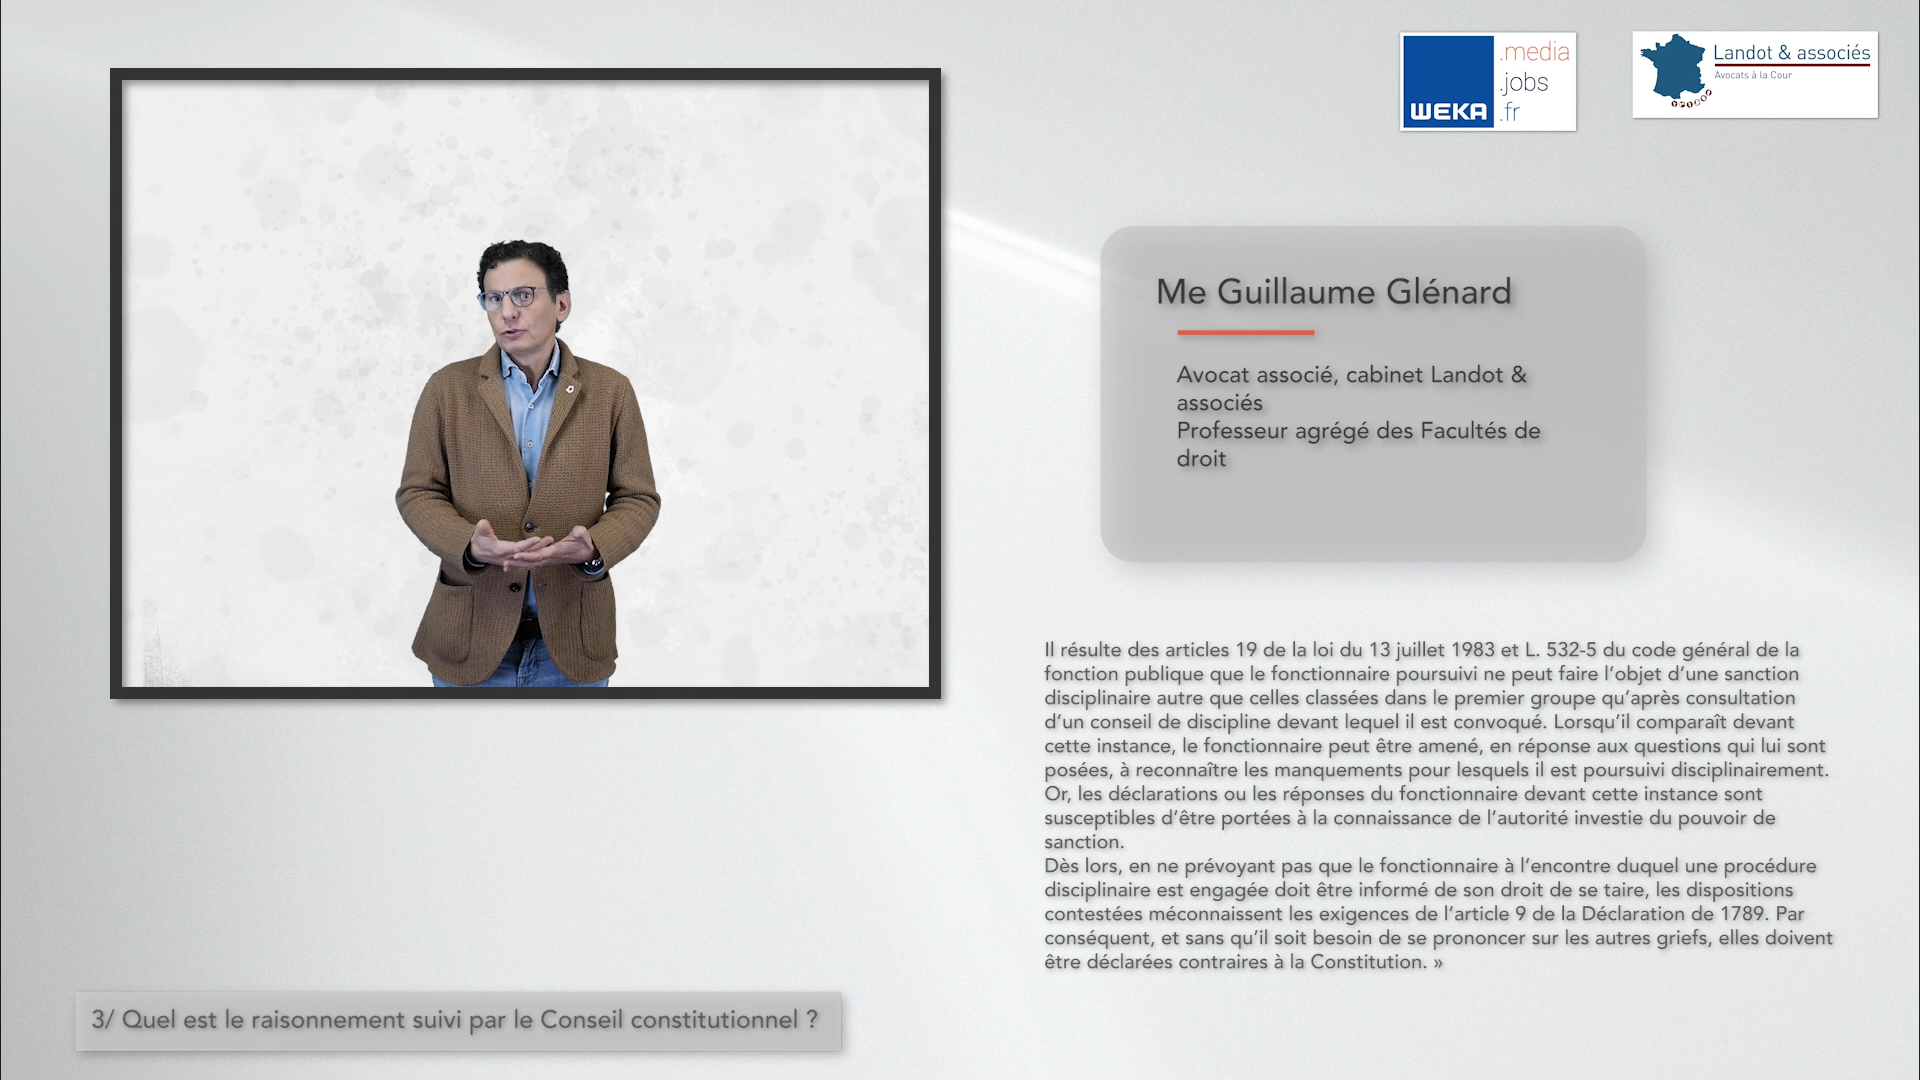 WEKA
.media
.jobs
.fr
Landot & associés
Avocats à la Cour
Me Guillaume Glénard
Avocat associé, cabinet Landot &
associés
Professeur agrégé des Facultés de
droit
Il résulte des articles 19 de la loi du 13 juillet 1983 et L. 532-5 du code général de la
fonction publique que le fonctionnaire poursuivi ne peut faire l’objet d’une sanction
disciplinaire autre que celles classées dans le premier groupe qu’après consultation
d’un conseil de discipline devant lequel il est convoqué. Lorsqu’il comparaît devant
cette instance, le fonctionnaire peut être amené, en réponse aux questions qui lui sont
posées, à reconnaître les manquements pour lesquels il est poursuivi disciplinairement.
Or, les déclarations ou les réponses du fonctionnaire devant cette instance sont
susceptibles d’être portées à la connaissance de l’autorité investie du pouvoir de
sanction.
Dès lors, en ne prévoyant pas que le fonctionnaire à l’encontre duquel une procédure
disciplinaire est engagée doit être informé de son droit de se taire, les dispositions
contestées méconnaissent les exigences de l’article 9 de la Déclaration de 1789. Par
conséquent, et sans qu’il soit besoin de se prononcer sur les autres griefs, elles doivent
être déclarées contraires à la Constitution. »
3/ Quel est le raisonnement suivi par le Conseil constitutionnel ?